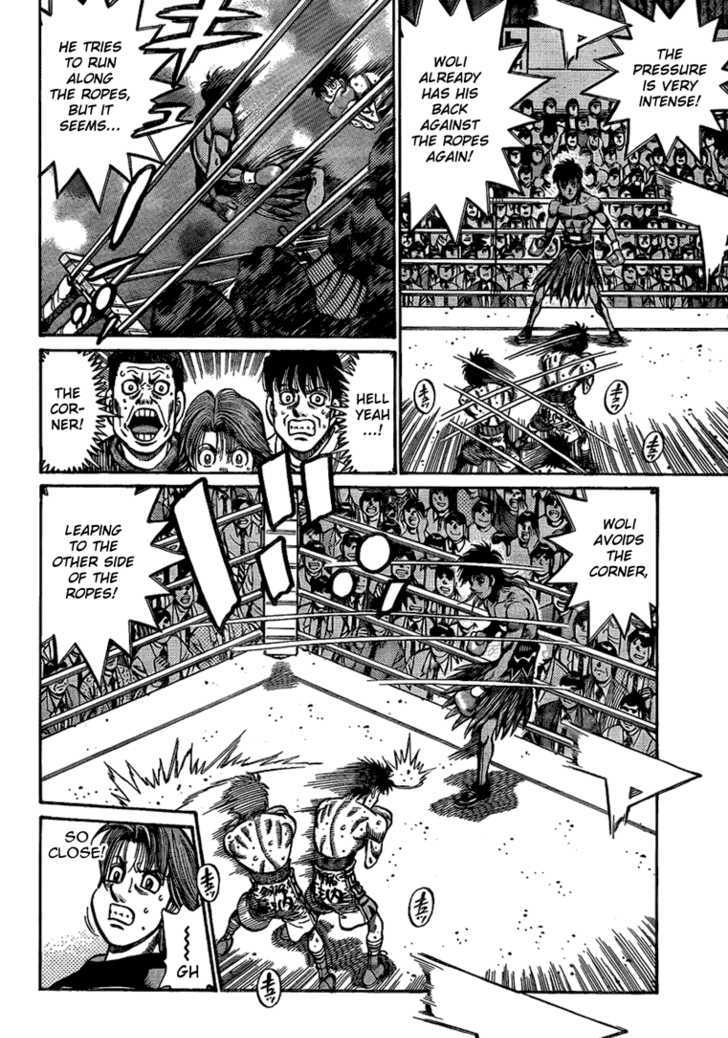 THE
PRESSURE
IS VERY
INTENSE!
WOLI
ALREADY
HAS HIS
BACK
AGAINST
THE ROPES
AGAIN!
HE TRIES
TO RUN
ALONG
THE ROPES,
BUT IT
SEEMS...
HELL
YEAH
...!
THE
COR-
NER!
WOLI
AVOIDS
THE
CORNER,
LEAPING
TO THE
OTHER SIDE
OF THE
ROPES!
SO
CLOSE!
GH